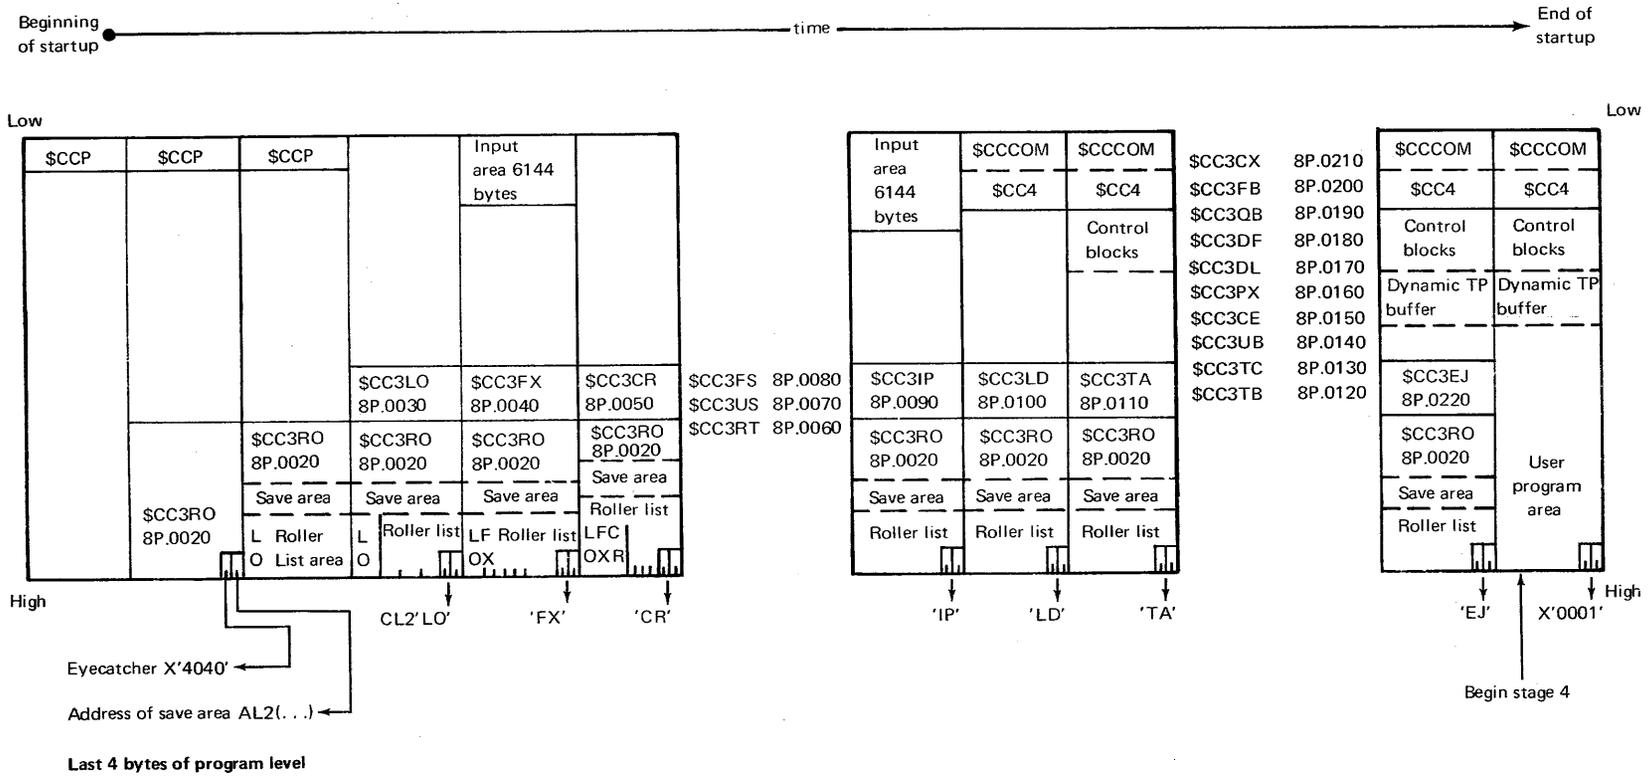 Beginning
of startup
time
End of
startup
Low
Low
$CCP
$CCP
$CCP
Input
area 6144
bytes
$CC3RO
8P.0020
$CC3RO
8P.0020
Save area
L Roller
O List area
$CC3LO
8P.0030
$CC3RO
8P.0020
Save area
L
O
Roller list
$CC3FX
8P.0040
$CC3RO
8P.0020
Save area
LF Roller list
OX
$CC3CR
8P.0050
$CC3RO
8P.0020
Save area
Roller list
LFC
OXR
$CC3FS 8P.0080
$CC3US 8P.0070
$CC3RT 8P.0060
Input
area
6144
bytes
$CC3IP
8P.0090
$CC3RO
8P.0020
Save area
Roller list
$CCCOM
$CC4
$CC3LD
8P.0100
$CC3RO
8P.0020
Save area
Roller list
$CCCOM
$CC4
Control
blocks
$CC3TA
8P.0110
$CC3RO
8P.0020
Save area
Roller list
$CC3CX 8P.0210
$CC3FB 8P.0200
$CC3QB 8P.0190
$CC3DF 8P.0180
$CC3DL 8P.0170
$CC3PX 8P.0160
$CC3CE 8P.0150
$CC3UB 8P.0140
$CC3TC 8P.0130
$CC3TB 8P.0120
$CCCOM
$CC4
Control
blocks
Dynamic TP
buffer
$CC3EJ
8P.0220
$CC3RO
8P.0020
Save area
Roller list
$CCCOM
$CC4
Control
blocks
Dynamic TP
buffer
User
program
area
High
High
CL2'LO'
'FX'
'CR'
'IP'
'LD'
'TA'
'EJ'
X'0001'
Eyecatcher X'4040'
Address of save area AL2(. . .)
Begin stage 4
Last 4 bytes of program level